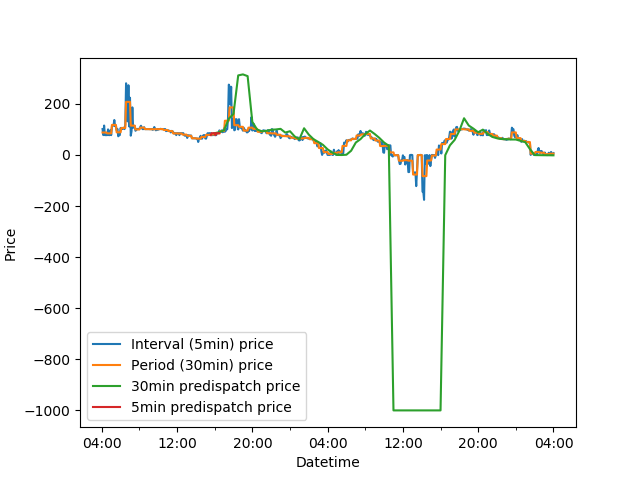 200
0
−200
−400
−600
−800
−1000
Price
Interval (5min) price
Period (30min) price
30min predispatch price
5min predispatch price
04:00 12:00 20:00 04:00 12:00 20:00 04:00
Datetime